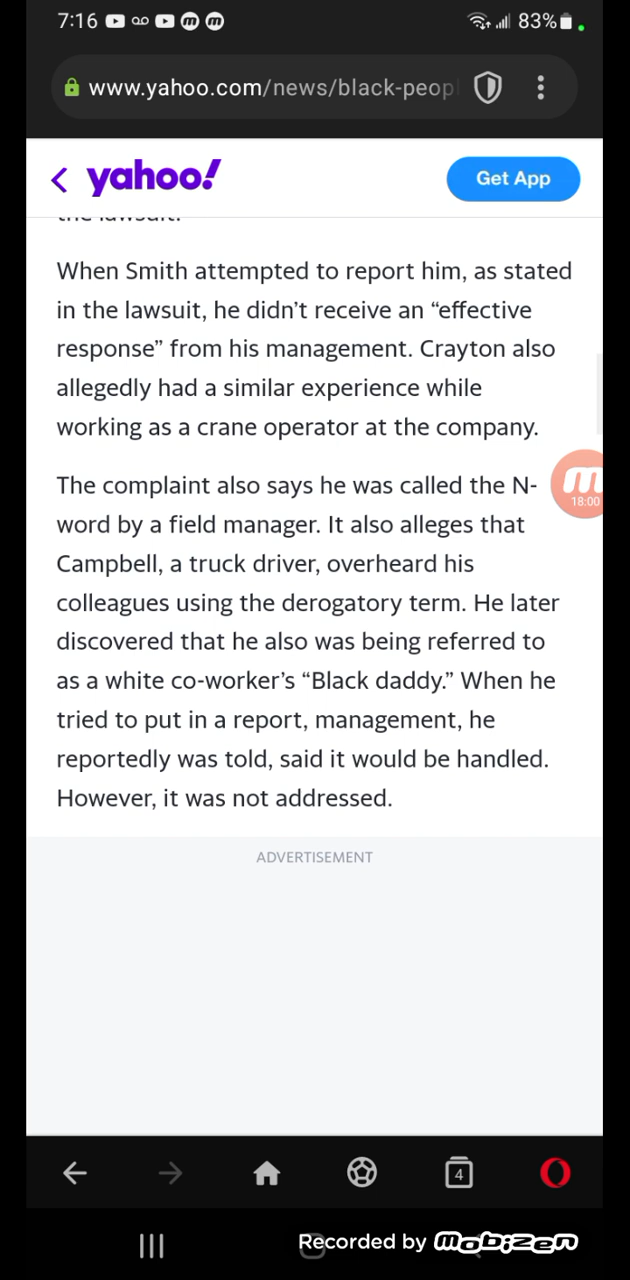 7:16
83%
www.yahoo.com/news/black-peop
yahoo!
Get App
the lawsuit.
When Smith attempted to report him, as stated
in the lawsuit, he didn’t receive an “effective
response” from his management. Crayton also
allegedly had a similar experience while
working as a crane operator at the company.
The complaint also says he was called the N-
word by a field manager. It also alleges that
Campbell, a truck driver, overheard his
colleagues using the derogatory term. He later
discovered that he also was being referred to
as a white co-worker’s “Black daddy.” When he
tried to put in a report, management, he
reportedly was told, said it would be handled.
However, it was not addressed.
m
18:00
ADVERTISEMENT
4
Recorded by mobizen